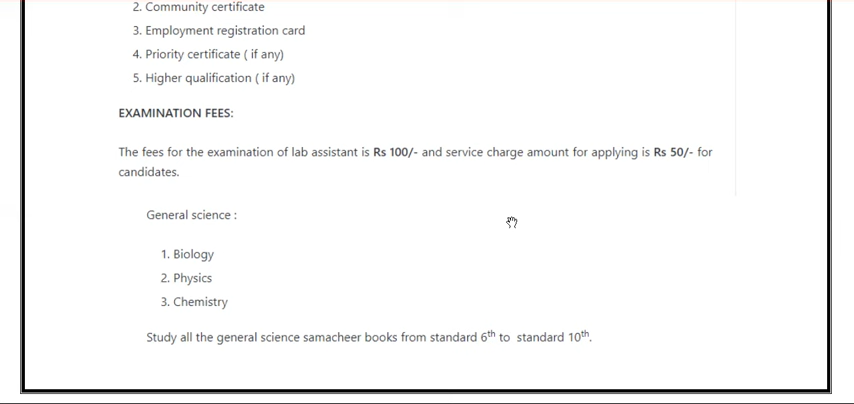 2. Community certificate
3. Employment registration card
4. Priority certificate ( if any)
5. Higher qualification ( if any)
EXAMINATION FEES:
The fees for the examination of lab assistant is Rs 100/- and service charge amount for applying is Rs 50/- for
candidates.
General science :
1. Biology
2. Physics
3. Chemistry
Study all the general science samacheer books from standard 6th to standard 10th.